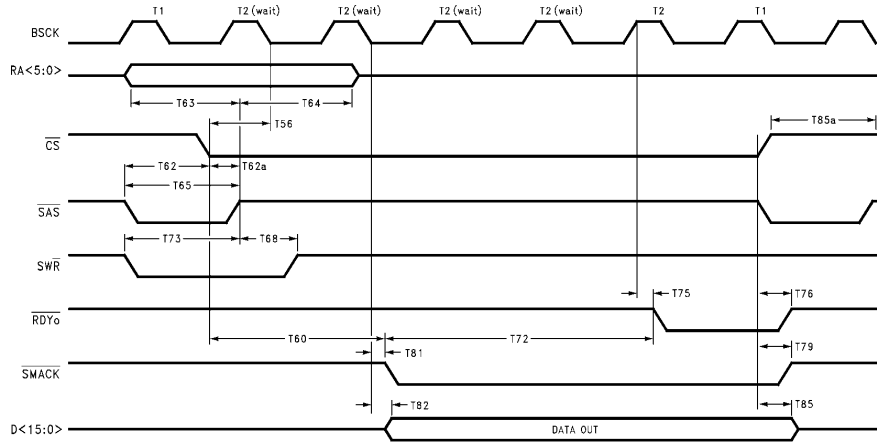 T1 T2 (wait) T2 (wait) T2 (wait) T2 (wait) T2 T1
BSCK
RA<5:0>
T63 T64
T56
T85a
CS
T62 T62a
T65
SAS
T73 T68
SWR
T75 T76
RDYo
T60 T72
T81 T79
SMACK
T82 T85
D<15:0> DATA OUT